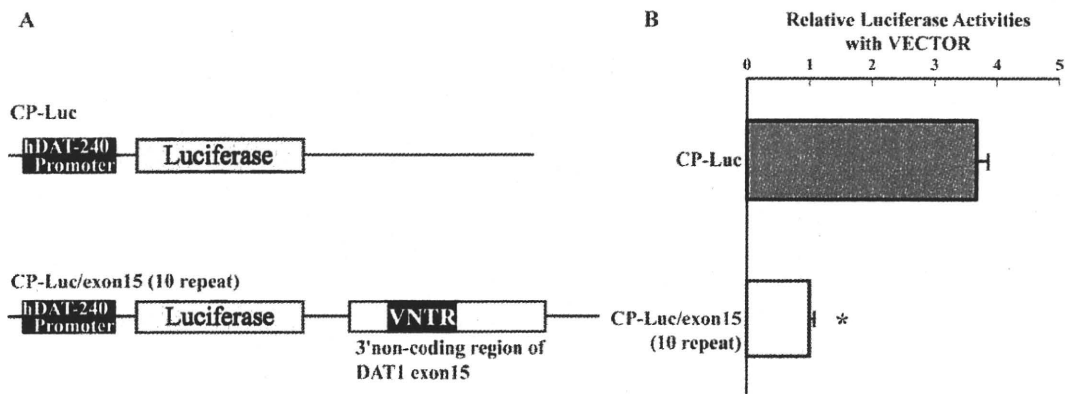 A
CP-Luc
hDAT-240
Promoter
Luciferase
CP-Luc/exon15 (10 repeat)
hDAT-240
Promoter
Luciferase
VNTR
3'non-coding region of
DAT1 exon15
B
Relative Luciferase Activities
with VECTOR
0 1 2 3 4 5
CP-Luc
CP-Luc/exon15
(10 repeat)
*